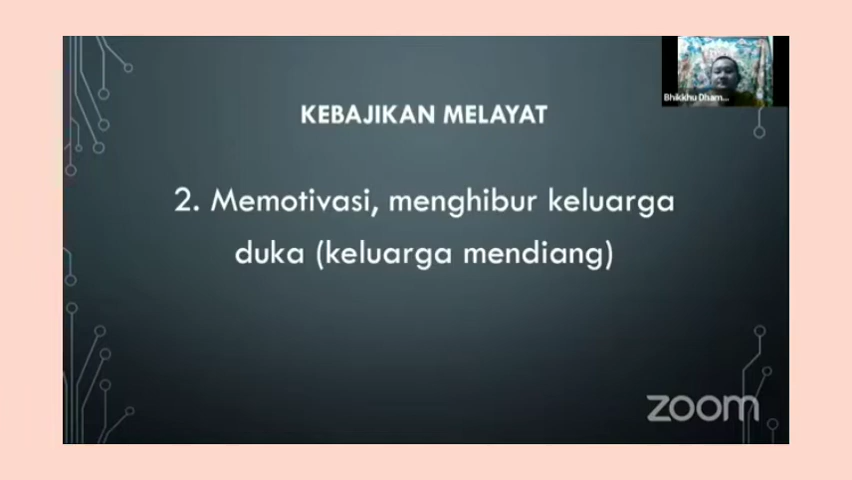 Bhikkhu Dham...
KEBAJIKAN MELAYAT
2. Memotivasi, menghibur keluarga
duka (keluarga mendiang)
zoom